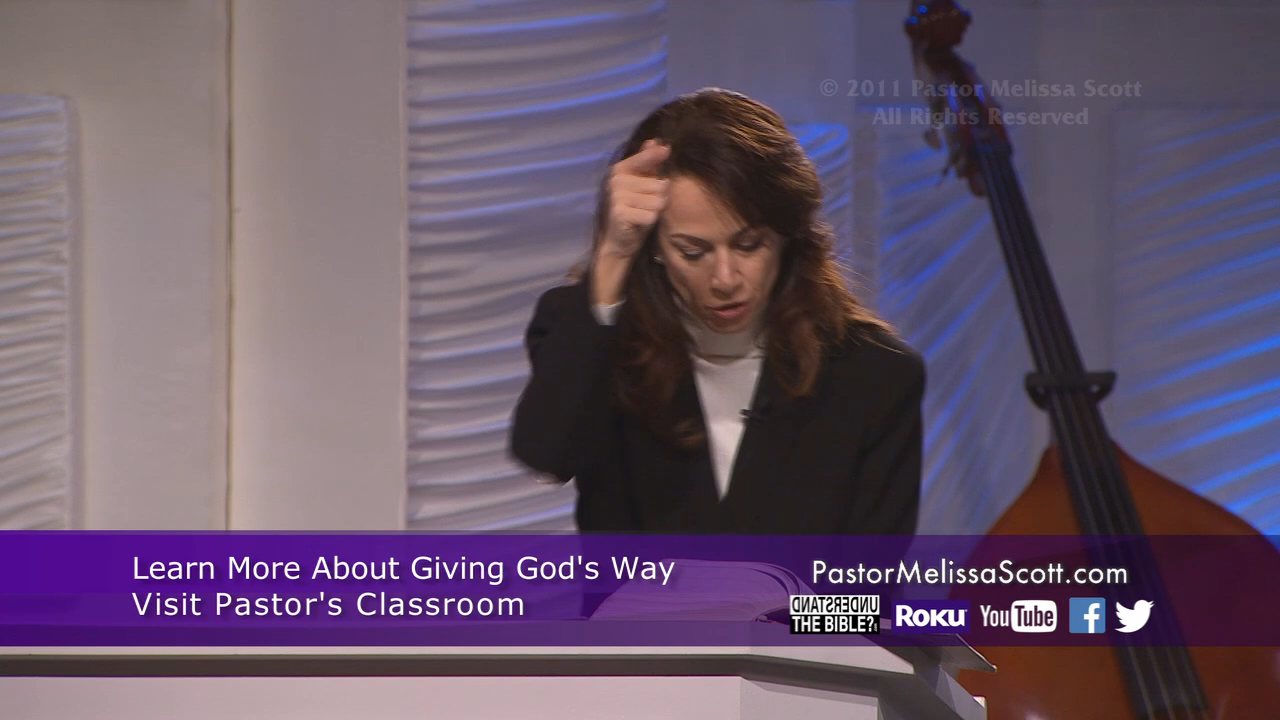 © 2011 Pastor Melissa Scott
All Rights Reserved
Learn More About Giving God's Way
Visit Pastor's Classroom
PastorMelissaScott.com
UNDERSTAND
THE BIBLE?
ROKU
YouTube
f